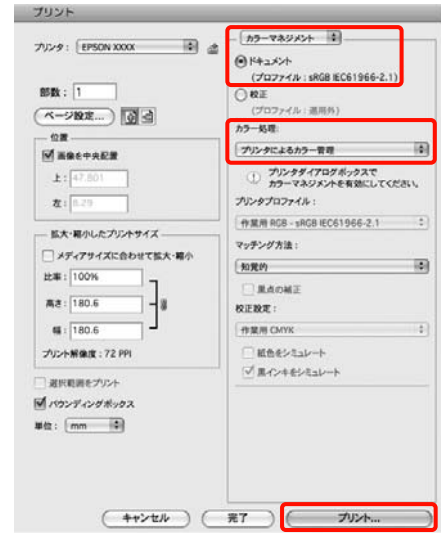 プリント
プリンタ： EPSON XXXX
部数： 1
ページ設定...
位置
画像を中央配置
上： 47.801
左： 8.29
拡大・縮小したプリントサイズ
メディアサイズに合わせて拡大・縮小
比率： 100%
高さ： 180.6
幅： 180.6
プリント解像度：72 PPI
選択範囲をプリント
バウンディングボックス
単位： mm
カラーマネジメント
ドキュメント
(プロファイル：sRGB IEC61966-2.1)
校正
(プロファイル：適用外)
カラー処理：
プリンタによるカラー管理
プリンタダイアログボックスで
カラーマネジメントを有効にしてください。
プリンタプロファイル：
作業用 RGB - sRGB IEC61966-2.1
マッチング方法：
知覚的
黒点の補正
校正設定：
作業用 CMYK
紙色をシミュレート
黒インキをシミュレート
キャンセル
完了
プリント...